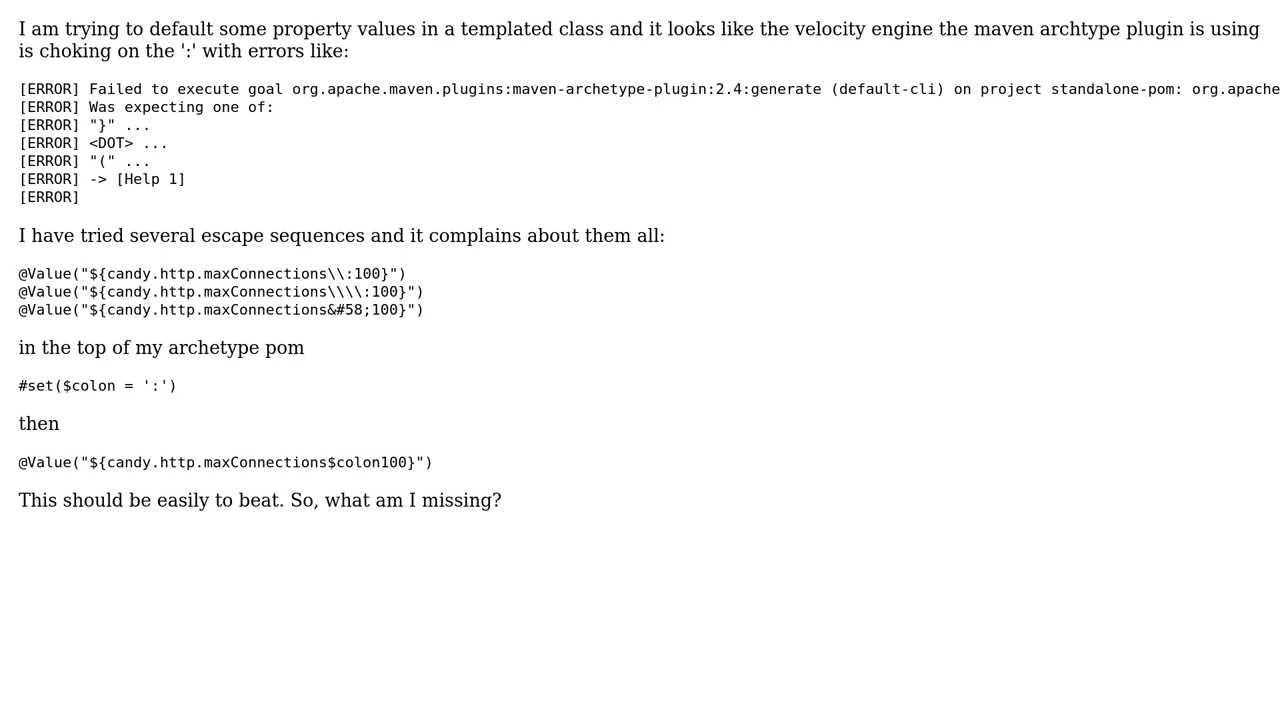 I am trying to default some property values in a templated class and it looks like the velocity engine the maven archtype plugin is using
is choking on the ':' with errors like:
[ERROR] Failed to execute goal org.apache.maven.plugins:maven-archetype-plugin:2.4:generate (default-cli) on project standalone-pom: org.apache
[ERROR] Was expecting one of:
[ERROR] "}" ...
[ERROR] <DOT> ...
[ERROR] "(" ...
[ERROR] -> [Help 1]
[ERROR]
I have tried several escape sequences and it complains about them all:
@Value("${candy.http.maxConnections\\:100}")
@Value("${candy.http.maxConnections\\\\:100}")
@Value("${candy.http.maxConnections&#58;100}")
in the top of my archetype pom
#set($colon = ':')
then
@Value("${candy.http.maxConnections$colon100}")
This should be easily to beat. So, what am I missing?